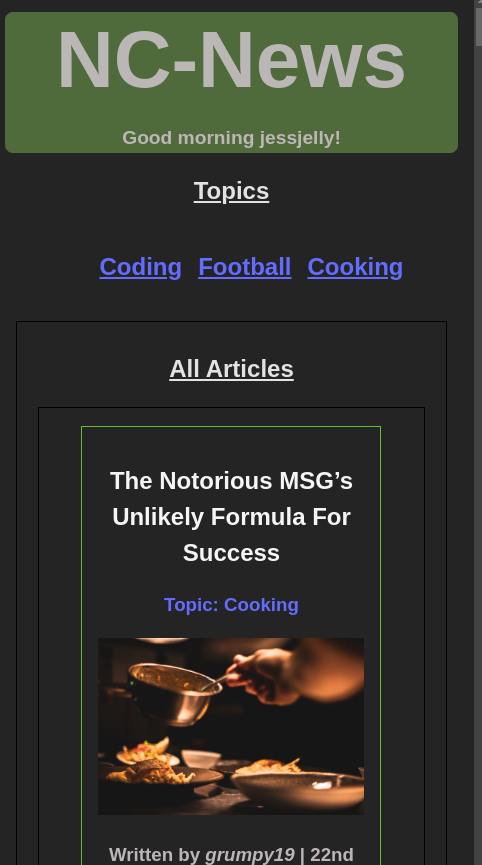 NC-News
Good morning jessjelly!
Topics
Coding Football Cooking
All Articles
The Notorious MSG’s
Unlikely Formula For
Success
Topic: Cooking
Written by grumpy19 | 22nd